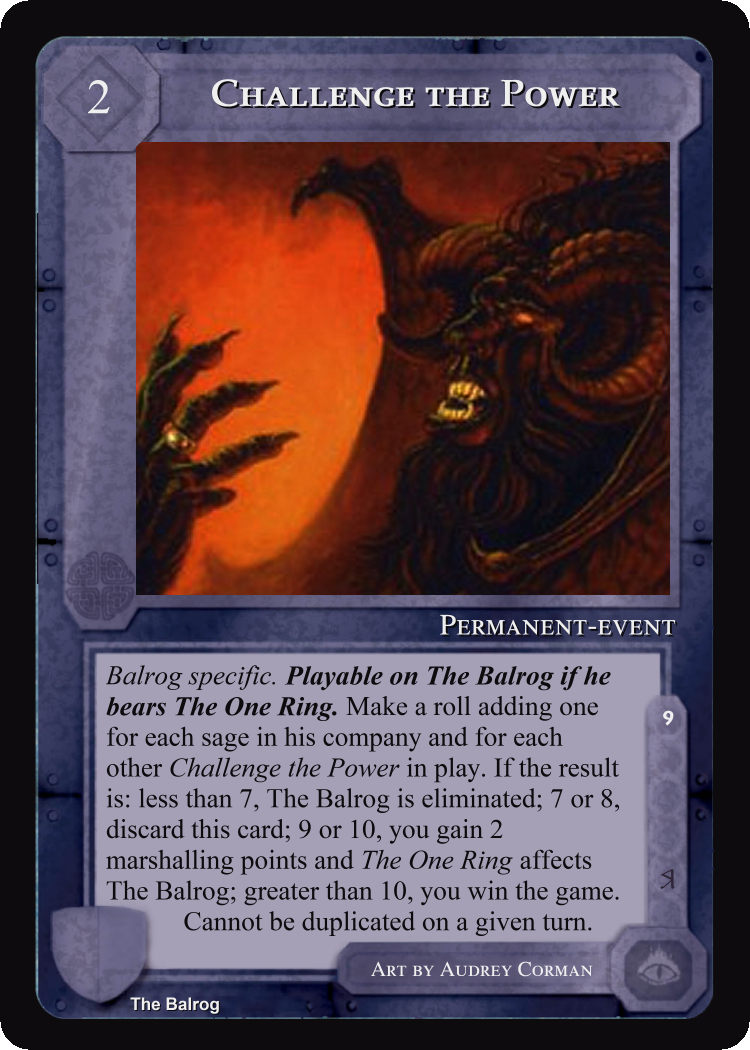 2
Challenge the Power
Permanent-event
Balrog specific. Playable on The Balrog if he
bears The One Ring. Make a roll adding one
for each sage in his company and for each
other Challenge the Power in play. If the result
is: less than 7, The Balrog is eliminated; 7 or 8,
discard this card; 9 or 10, you gain 2
marshalling points and The One Ring affects
The Balrog; greater than 10, you win the game.
Cannot be duplicated on a given turn.
9
Art by Audrey Corman
The Balrog